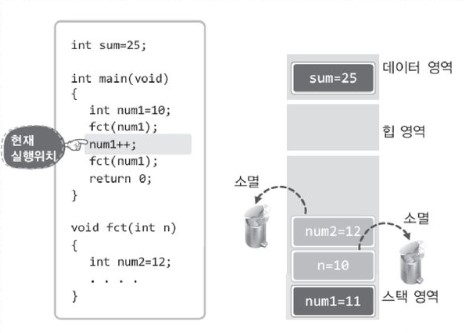 int sum=25;
int main(void)
{
int num1=10;
fct(num1);
num1++;
fct(num1);
return 0;
}
void fct(int n)
{
int num2=12;
. . . .
}
현재
실행위치
sum=25
데이터 영역
힙 영역
소멸
num2=12
소멸
n=10
num1=11
스택 영역